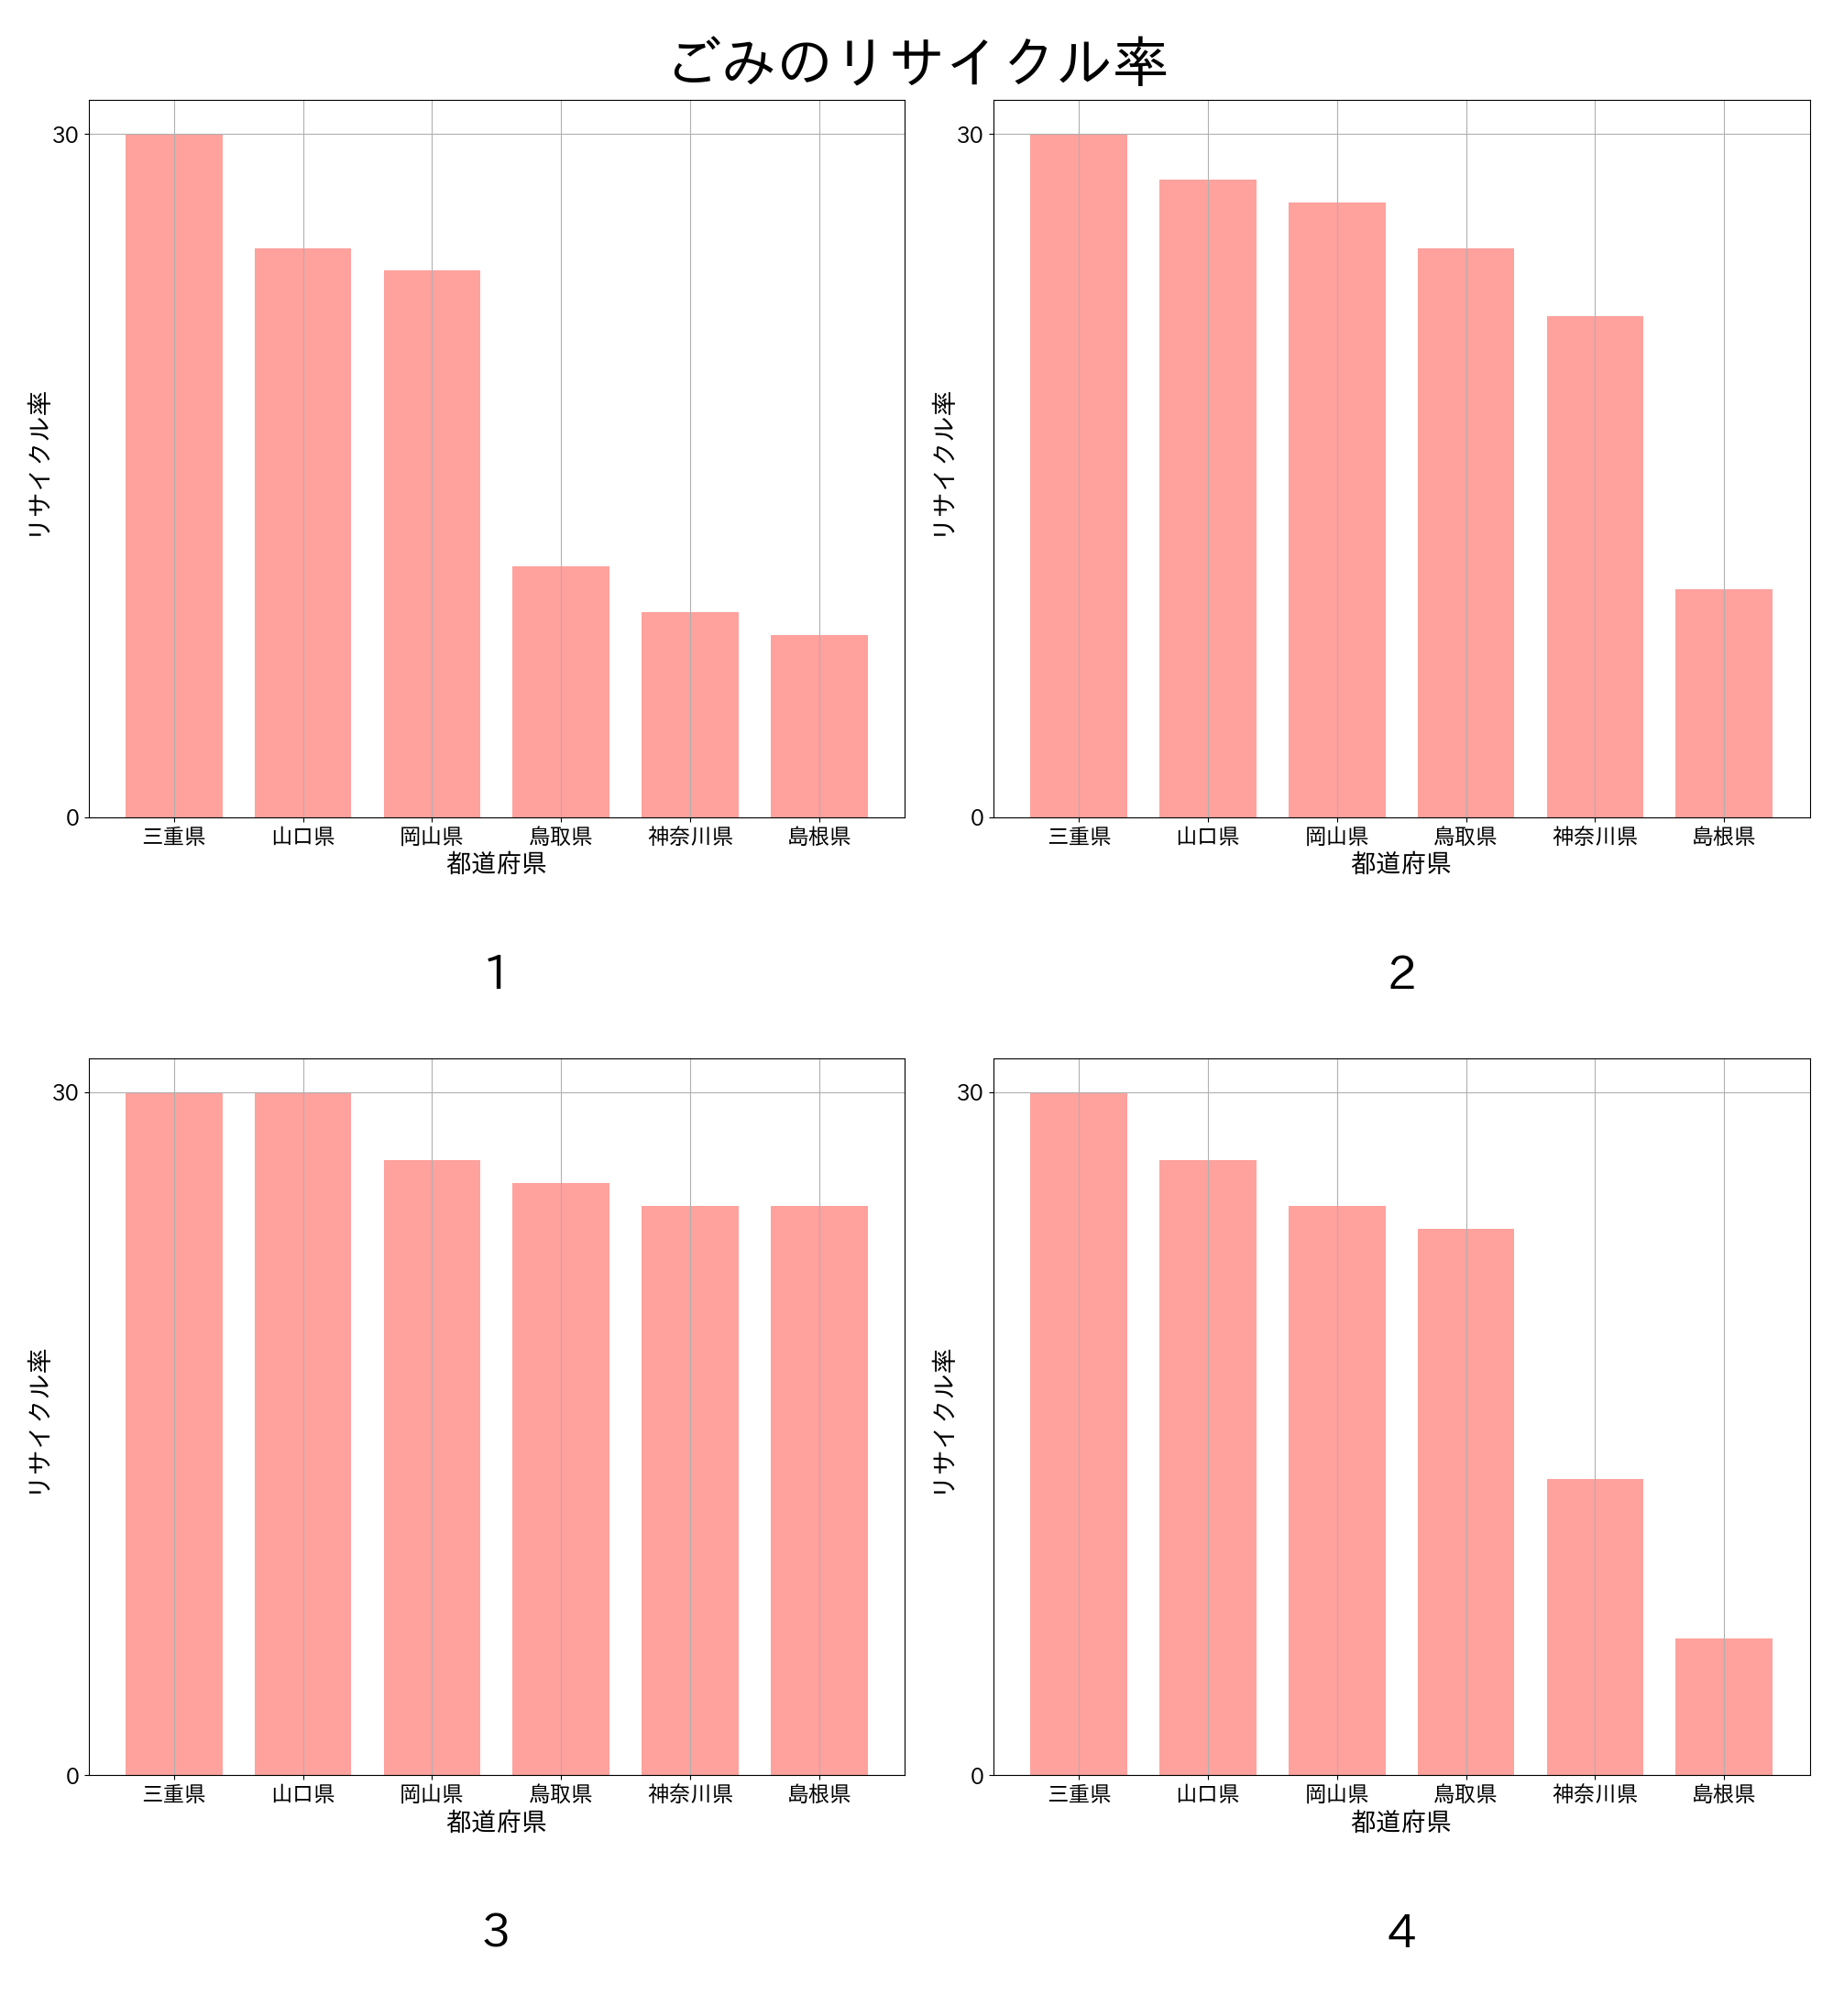 ごみのリサイクル率
30
0
リサイクル率
三重県 山口県 岡山県 鳥取県 神奈川県 島根県
都道府県
1
30
0
リサイクル率
三重県 山口県 岡山県 鳥取県 神奈川県 島根県
都道府県
2
30
0
リサイクル率
三重県 山口県 岡山県 鳥取県 神奈川県 島根県
都道府県
3
30
0
リサイクル率
三重県 山口県 岡山県 鳥取県 神奈川県 島根県
都道府県
4